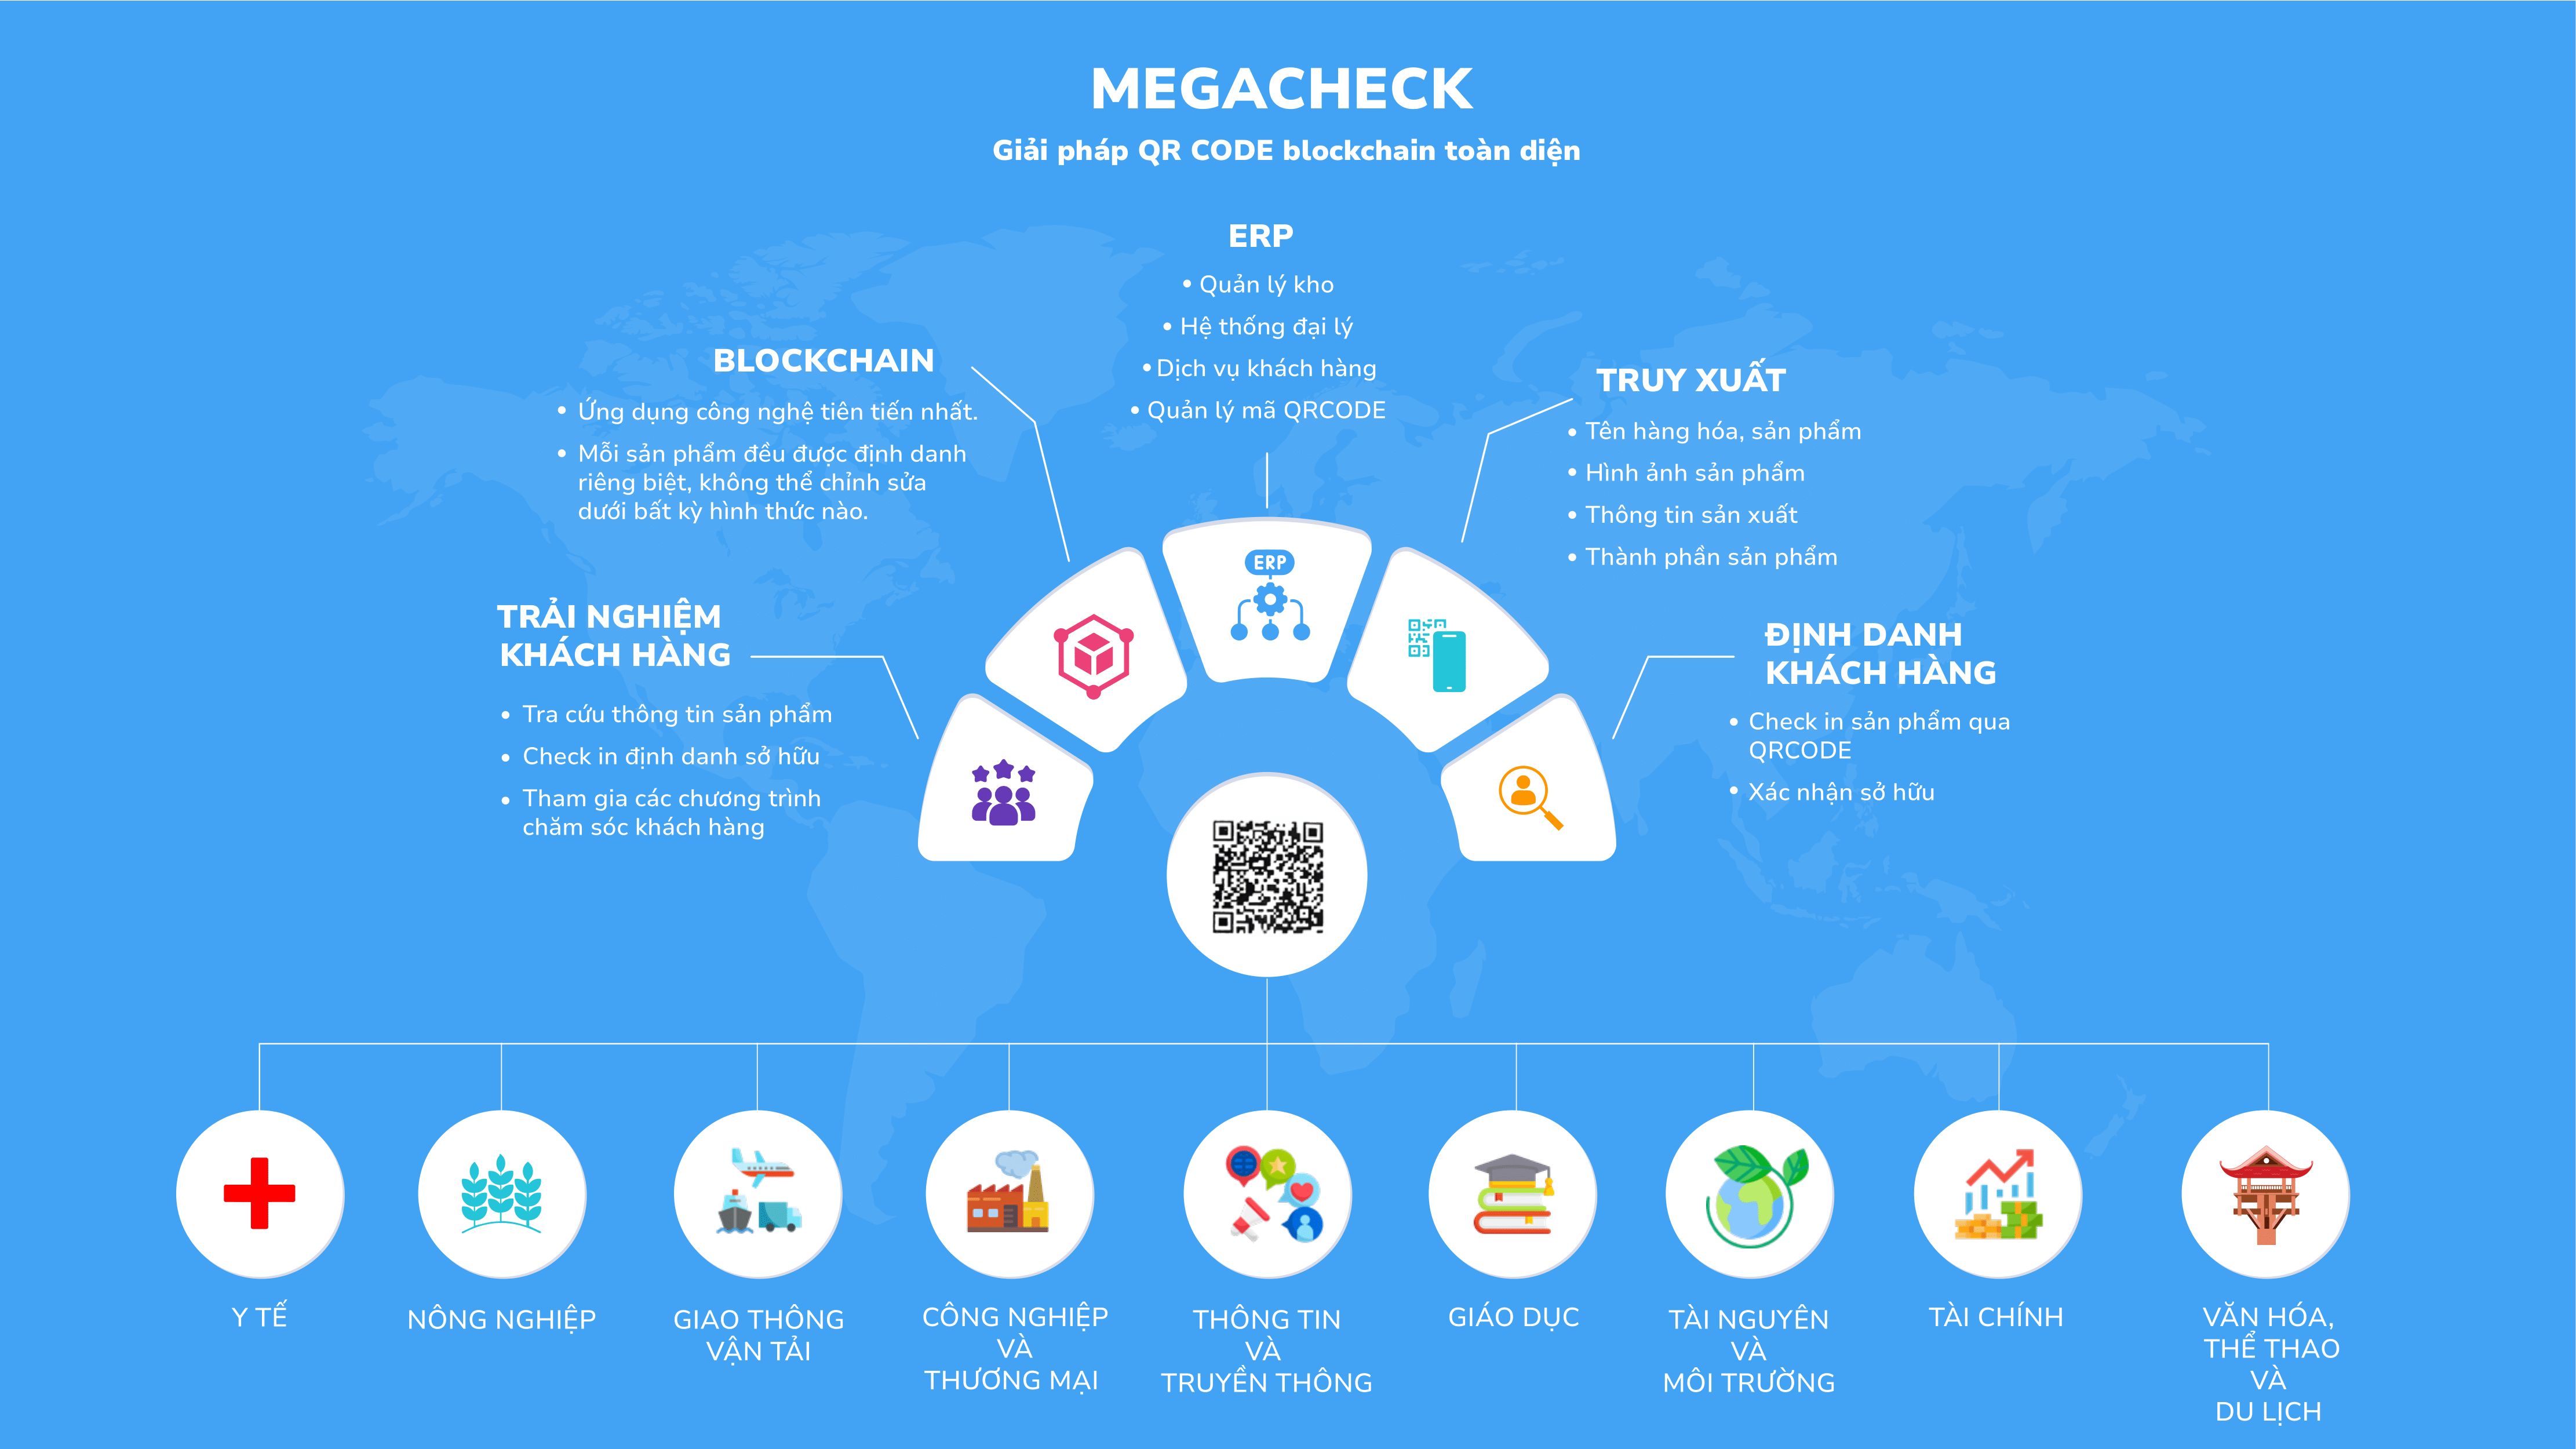 MEGACHECK
Giải pháp QR CODE blockchain toàn diện
ERP
• Quản lý kho
• Hệ thống đại lý
• Dịch vụ khách hàng
• Quản lý mã QRCODE
BLOCKCHAIN
• Ứng dụng công nghệ tiên tiến nhất.
• Mỗi sản phẩm đều được định danh
riêng biệt, không thể chỉnh sửa
dưới bất kỳ hình thức nào.
TRUY XUẤT
• Tên hàng hóa, sản phẩm
• Hình ảnh sản phẩm
• Thông tin sản xuất
• Thành phần sản phẩm
TRẢI NGHIỆM
KHÁCH HÀNG
• Tra cứu thông tin sản phẩm
• Check in định danh sở hữu
• Tham gia các chương trình
chăm sóc khách hàng
ĐỊNH DANH
KHÁCH HÀNG
• Check in sản phẩm qua
QRCODE
• Xác nhận sở hữu
ERP
Y TẾ
NÔNG NGHIỆP
GIAO THÔNG
VẬN TẢI
CÔNG NGHIỆP
VÀ
THƯƠNG MẠI
THÔNG TIN
VÀ
TRUYỀN THÔNG
GIÁO DỤC
TÀI NGUYÊN
VÀ
MÔI TRƯỜNG
TÀI CHÍNH
VĂN HÓA,
THỂ THAO
VÀ
DU LỊCH